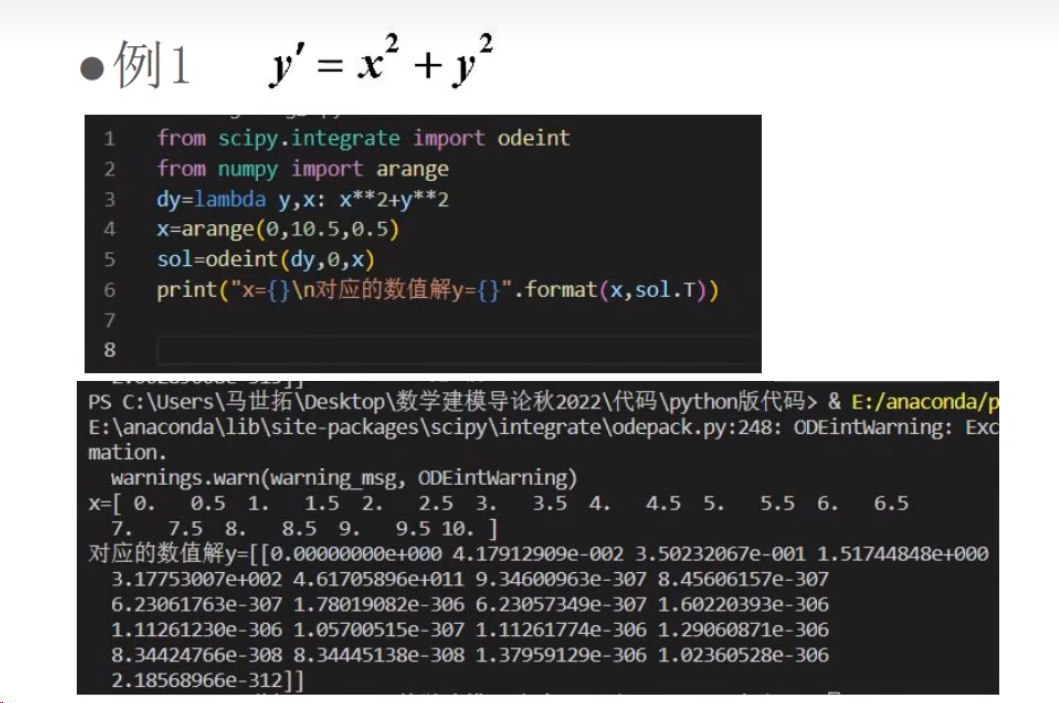 ●例1 y′ = x² + y²
1 from scipy.integrate import odeint
2 from numpy import arange
3 dy=lambda y,x: x**2+y**2
4 x=arange(0,10.5,0.5)
5 sol=odeint(dy,0,x)
6 print("x={}\n对应的数值解y={}".format(x,sol.T))
7
8
PS C:\Users\马世拓\Desktop\数学建模导论秋2022\代码\python版代码> & E:/anaconda/p
E:\anaconda\lib\site-packages\scipy\integrate\odepack.py:248: ODEintWarning: Exc
mation.
warnings.warn(warning_msg, ODEintWarning)
x=[ 0. 0.5 1. 1.5 2. 2.5 3. 3.5 4. 4.5 5. 5.5 6. 6.5
7. 7.5 8. 8.5 9. 9.5 10. ]
对应的数值解y=[[0.00000000e+000 4.17912909e-002 3.50232067e-001 1.51744848e+000
3.17753007e+002 4.61705896e+011 9.34600963e-307 8.45606157e-307
6.23061763e-307 1.78019082e-306 6.23057349e-307 1.60220393e-306
1.11261230e-306 1.05700515e-307 1.11261774e-306 1.29060871e-306
8.34424766e-308 8.34445138e-308 1.37959129e-306 1.02360528e-306
2.18568966e-312]]